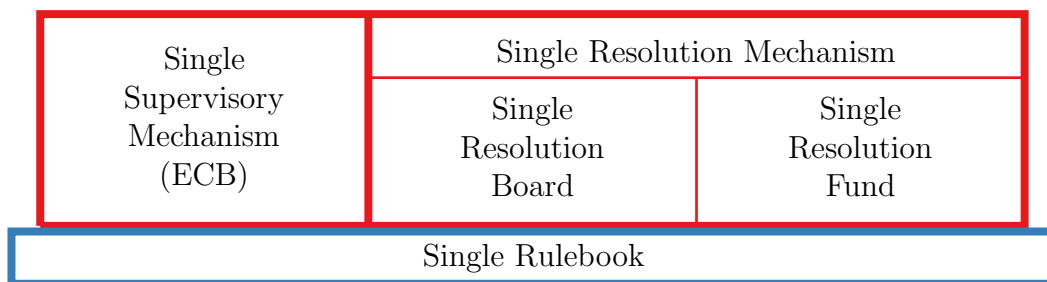 Single
Supervisory
Mechanism
(ECB)
Single Resolution Mechanism
Single
Resolution
Board
Single
Resolution
Fund
Single Rulebook